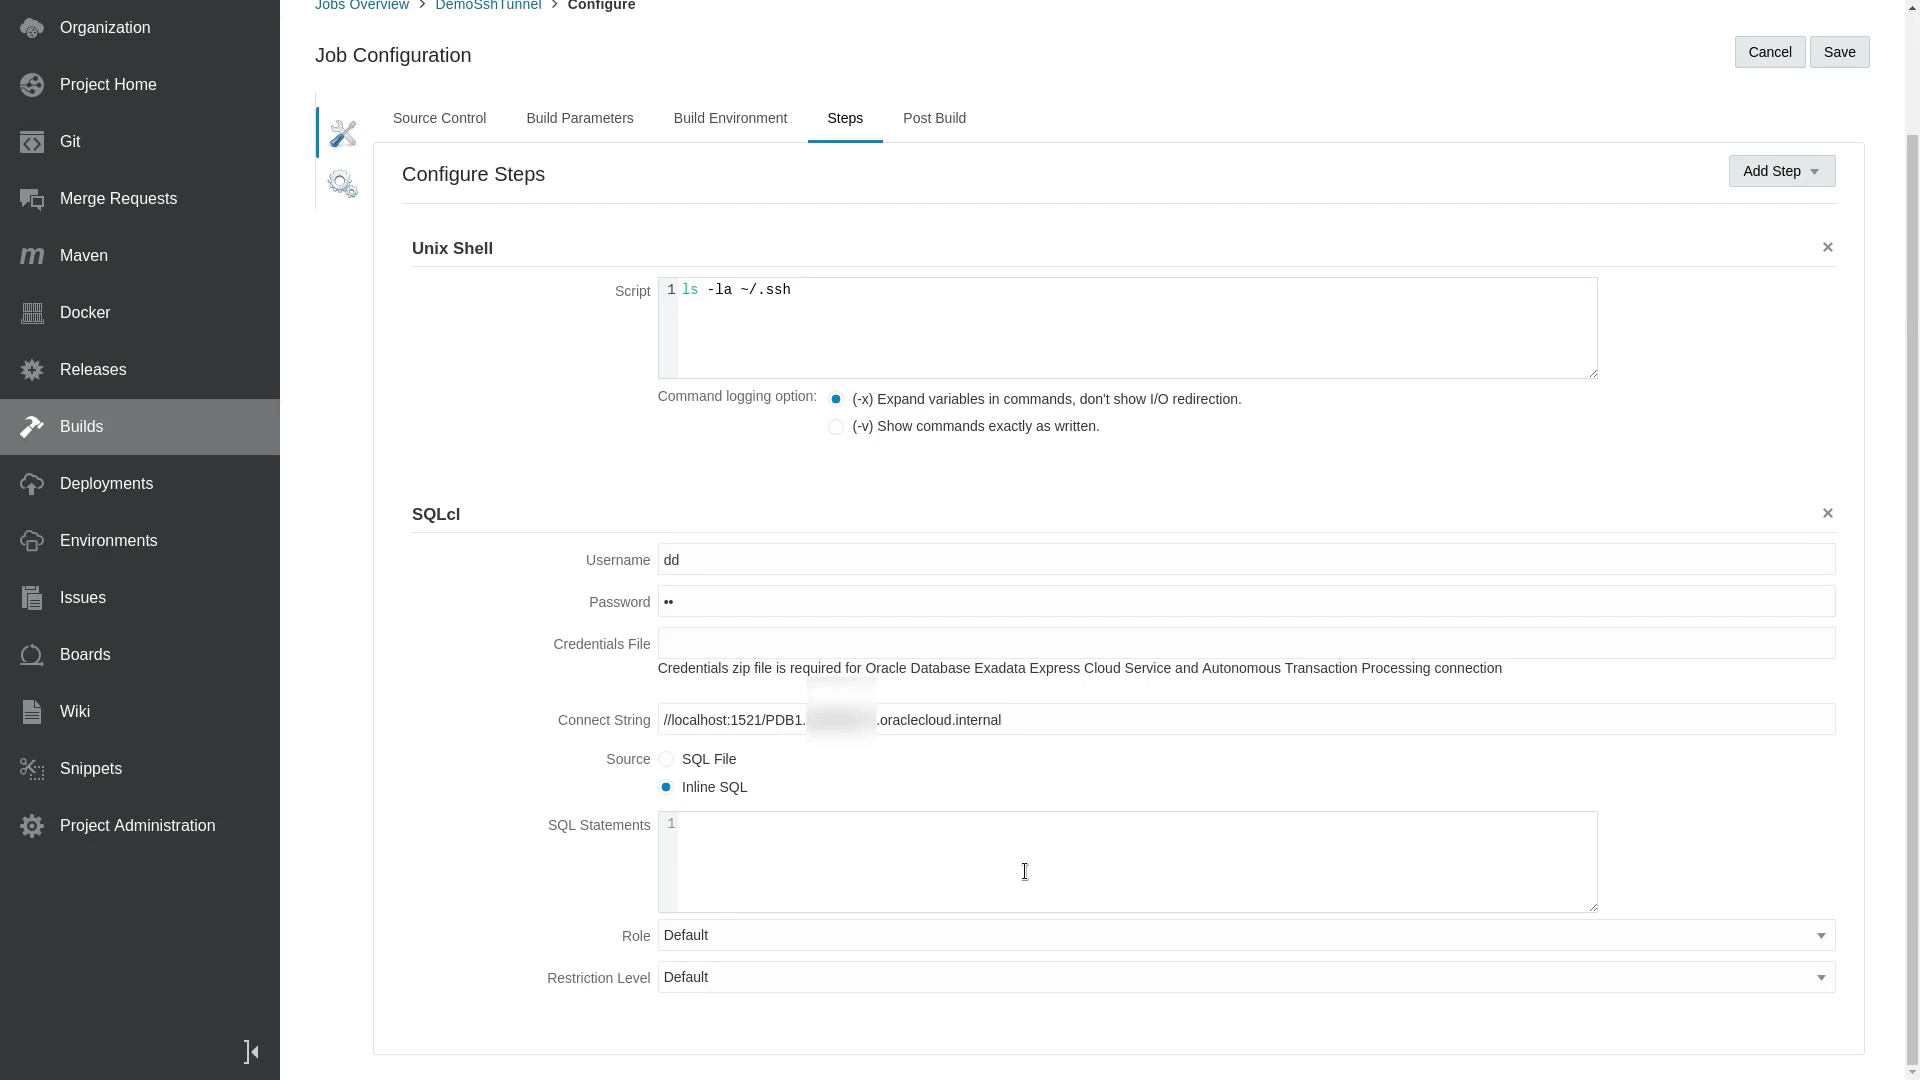 Jobs Overview > DemoSshTunnel > Configure
Job Configuration
Cancel
Save
Organization
Project Home
Git
Merge Requests
Maven
Docker
Releases
Builds
Deployments
Environments
Issues
Boards
Wiki
Snippets
Project Administration
Source Control
Build Parameters
Build Environment
Steps
Post Build
Configure Steps
Add Step
Unix Shell
Script
1 ls -la ~/.ssh
Command logging option:
(-x) Expand variables in commands, don't show I/O redirection.
(-v) Show commands exactly as written.
SQLcl
Username dd
Password ••
Credentials File
Credentials zip file is required for Oracle Database Exadata Express Cloud Service and Autonomous Transaction Processing connection
Connect String //localhost:1521/PDB1. .oraclecloud.internal
Source
SQL File
Inline SQL
SQL Statements
1
Role Default
Restriction Level Default